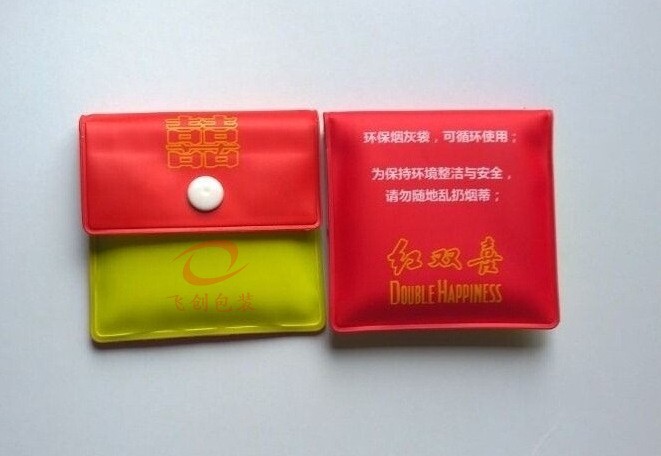 囍
飞创包装
环保烟灰袋，可循环使用；
为保持环境整洁与安全，
请勿随地乱扔烟蒂；
红双喜
DOUBLE HAPPINESS